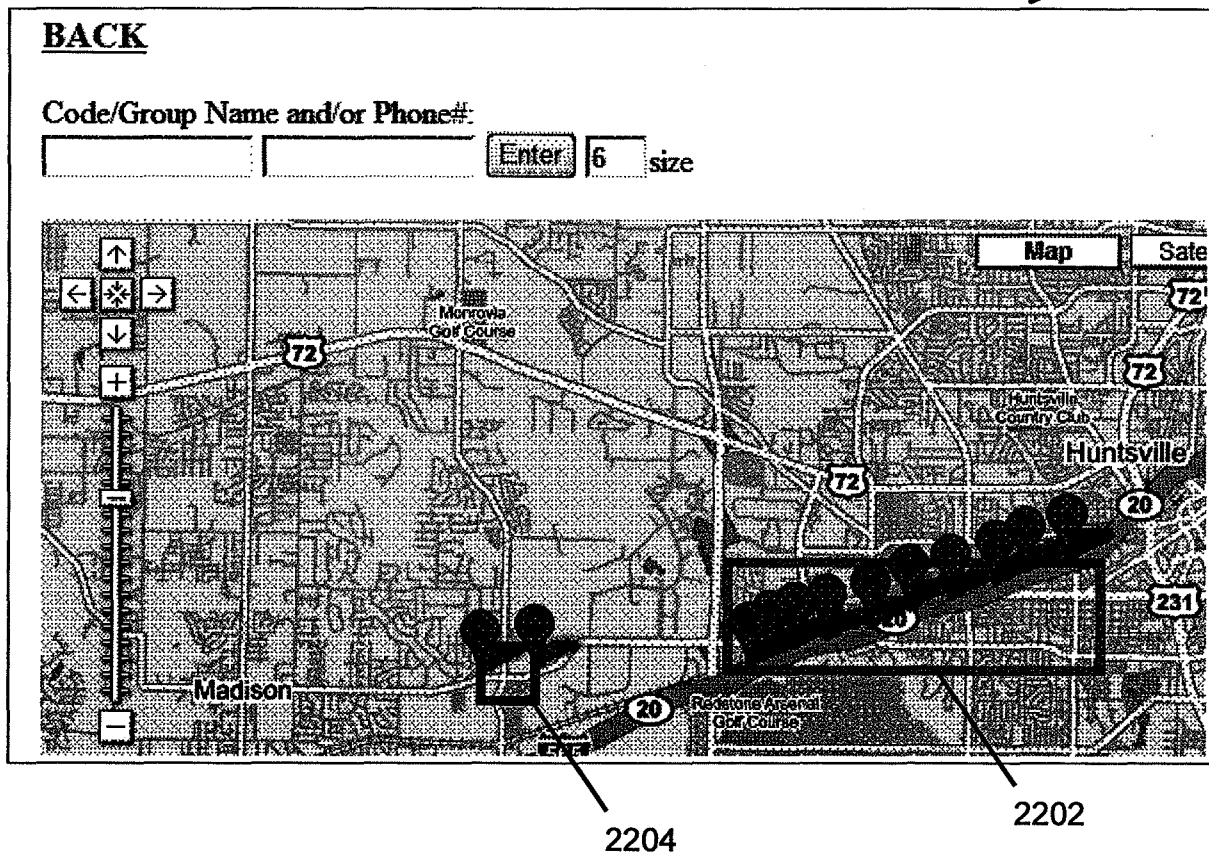 BACK
Code/Group Name and/or Phone#:
Enter 6 size
Map Sate
72
Monrovia
Golf Course
72
72
Huntsville
Country Club
Huntsville
72
20
231
20
Madison
Redstone Arsenal
Golf Course
20
2202
2204